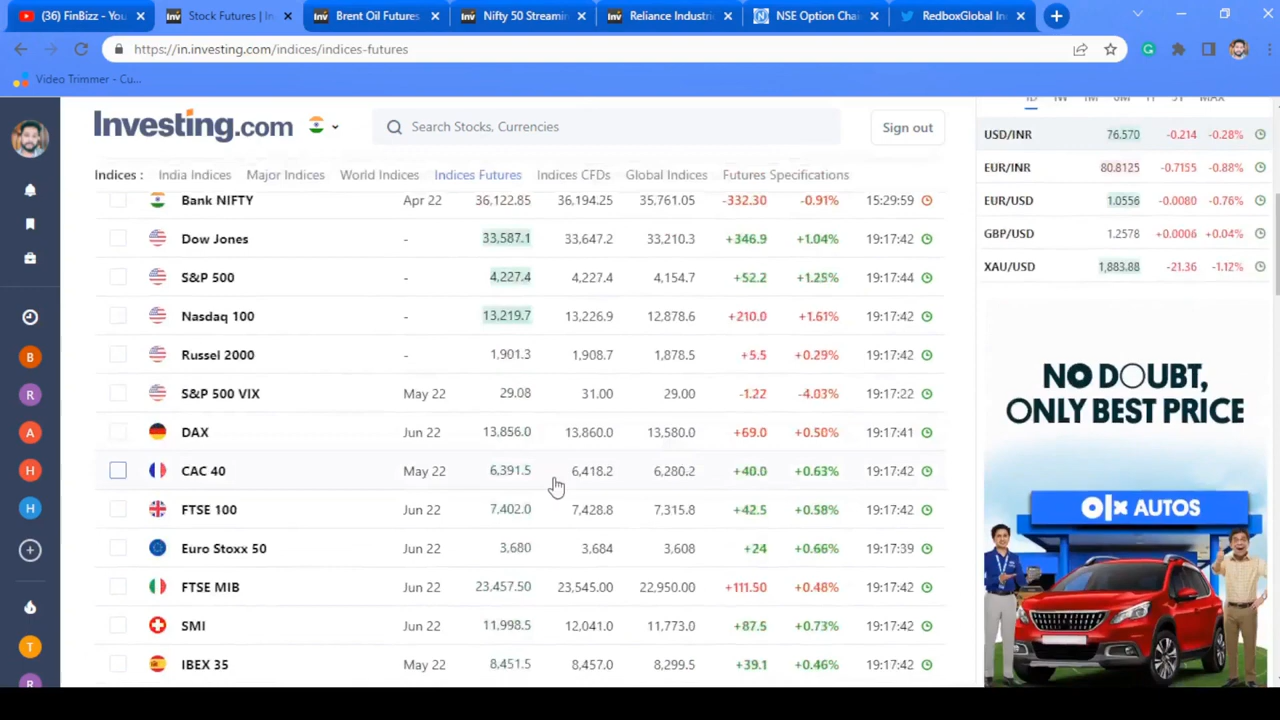 (36) FinBizz - You
Stock Futures | In
Brent Oil Futures
Nifty 50 Streamin
Reliance Industri
NSE Option Chai
RedboxGlobal In
https://in.investing.com/indices/indices-futures
Video Trimmer - Cu...
Investing.com
Search Stocks, Currencies
Sign out
Indices : India Indices Major Indices World Indices Indices Futures Indices CFDs Global Indices Futures Specifications
Bank NIFTY Apr 22 36,122.85 36,194.25 35,761.05 -332.30 -0.91% 15:29:59
Dow Jones - 33,587.1 33,647.2 33,210.3 +346.9 +1.04% 19:17:42
S&P 500 - 4,227.4 4,227.4 4,154.7 +52.2 +1.25% 19:17:44
Nasdaq 100 - 13,219.7 13,226.9 12,878.6 +210.0 +1.61% 19:17:42
Russel 2000 - 1,901.3 1,908.7 1,878.5 +5.5 +0.29% 19:17:42
S&P 500 VIX May 22 29.08 31.00 29.00 -1.22 -4.03% 19:17:22
DAX Jun 22 13,856.0 13,860.0 13,580.0 +69.0 +0.50% 19:17:41
CAC 40 May 22 6,391.5 6,418.2 6,280.2 +40.0 +0.63% 19:17:42
FTSE 100 Jun 22 7,402.0 7,428.8 7,315.8 +42.5 +0.58% 19:17:42
Euro Stoxx 50 Jun 22 3,680 3,684 3,608 +24 +0.66% 19:17:39
FTSE MIB Jun 22 23,457.50 23,545.00 22,950.00 +111.50 +0.48% 19:17:42
SMI Jun 22 11,998.5 12,041.0 11,773.0 +87.5 +0.73% 19:17:42
IBEX 35 May 22 8,451.5 8,457.0 8,299.5 +39.1 +0.46% 19:17:42
B
R
A
H
H
T
R
USD/INR 76.570 -0.214 -0.28%
EUR/INR 80.8125 -0.7155 -0.88%
EUR/USD 1.0556 -0.0080 -0.76%
GBP/USD 1.2578 +0.0006 +0.04%
XAU/USD 1,883.88 -21.36 -1.12%
NO DOUBT,
ONLY BEST PRICE
OLX AUTOS